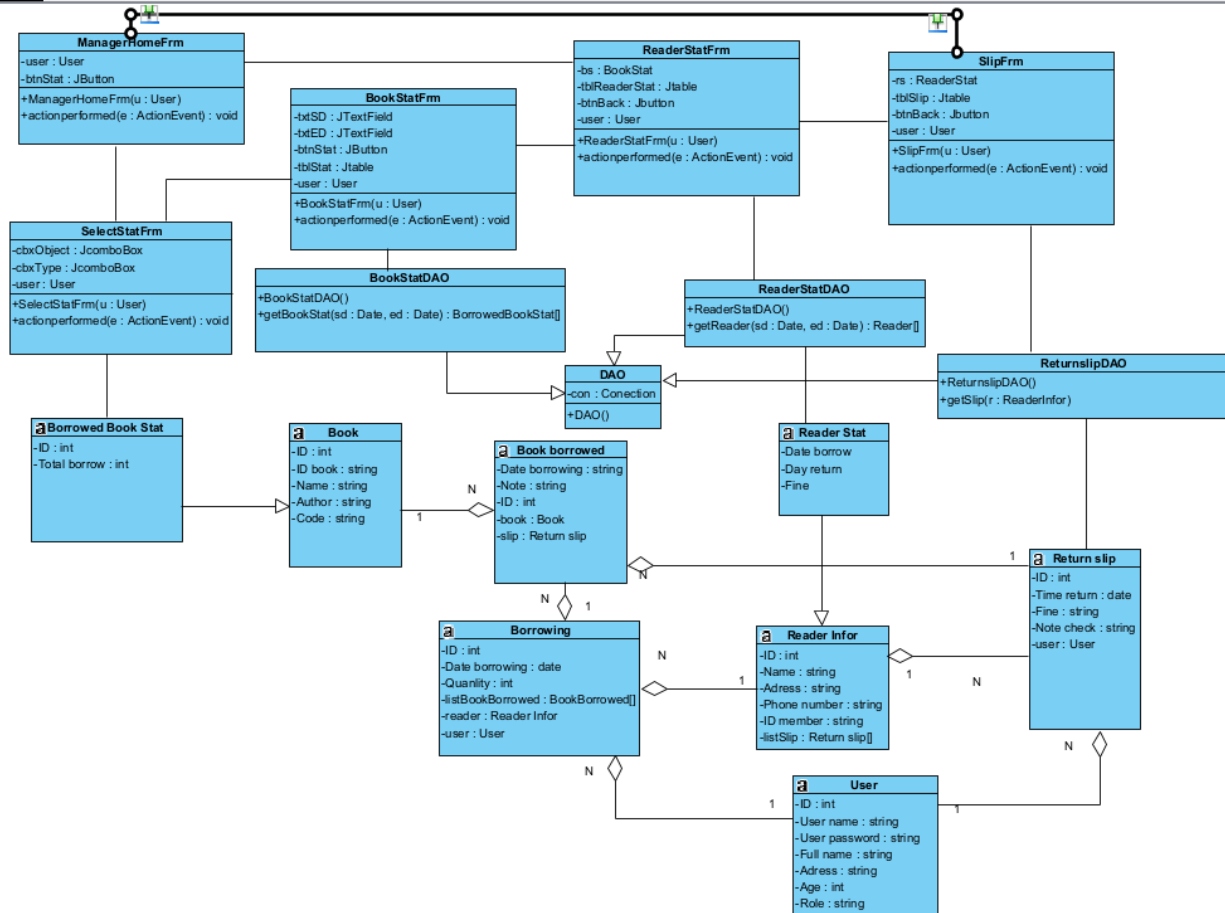 ManagerHomeFrm
-user : User
-btnStat : JButton
+ManagerHomeFrm(u : User)
+actionperformed(e : ActionEvent) : void
BookStatFrm
-txtSD : JTextField
-txtED : JTextField
-btnStat : JButton
-tblStat : Jtable
-user : User
+BookStatFrm(u : User)
+actionperformed(e : ActionEvent) : void
ReaderStatFrm
-bs : BookStat
-tblReaderStat : Jtable
-btnBack : Jbutton
-user : User
+ReaderStatFrm(u : User)
+actionperformed(e : ActionEvent) : void
SlipFrm
-rs : ReaderStat
-tblSlip : Jtable
-btnBack : Jbutton
-user : User
+SlipFrm(u : User)
+actionperformed(e : ActionEvent) : void
SelectStatFrm
-cbxObject : JcomboBox
-cbxType : JcomboBox
-user : User
+SelectStatFrm(u : User)
+actionperformed(e : ActionEvent) : void
BookStatDAO
+BookStatDAO()
+getBookStat(sd : Date, ed : Date) : BorrowedBookStat[]
ReaderStatDAO
+ReaderStatDAO()
+getReader(sd : Date, ed : Date) : Reader[]
DAO
-con : Conection
+DAO()
ReturnslipDAO
+ReturnslipDAO()
+getSlip(r : ReaderInfor)
a Borrowed Book Stat
-ID : int
-Total borrow : int
a Book
-ID : int
-ID book : string
-Name : string
-Author : string
-Code : string
1
N
a Book borrowed
-Date borrowing : string
-Note : string
-ID : int
-book : Book
-slip : Return slip
N
1
a Reader Stat
-Date borrow
-Day return
-Fine
a Return slip
-ID : int
-Time return : date
-Fine : string
-Note check : string
-user : User
N
1
a Borrowing
-ID : int
-Date borrowing : date
-Quanlity : int
-listBookBorrowed : BookBorrowed[]
-reader : Reader Infor
-user : User
N
1
a Reader Infor
-ID : int
-Name : string
-Adress : string
-Phone number : string
-ID member : string
-listSlip : Return slip[]
1
N
N
1
N
1
a User
-ID : int
-User name : string
-User password : string
-Full name : string
-Adress : string
-Age : int
-Role : string